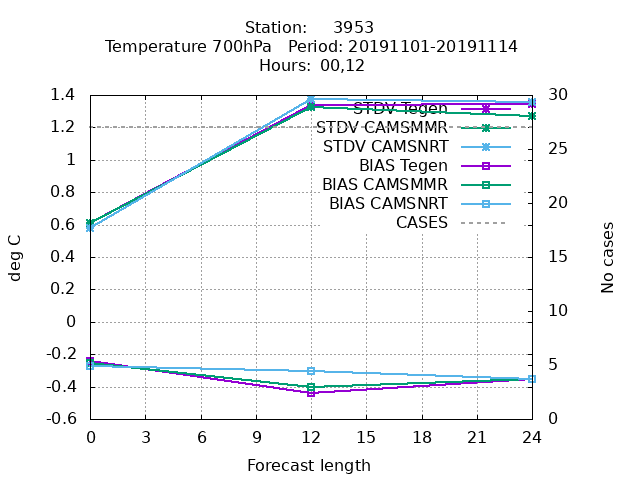 Station: 3953
Temperature 700hPa Period: 20191101-20191114
Hours: 00,12
1.4
1.2
1
0.8
0.6
0.4
0.2
0
-0.2
-0.4
-0.6
deg C
STDV Tegen
STDV CAMSMMR
STDV CAMSNRT
BIAS Tegen
BIAS CAMSMMR
BIAS CAMSNRT
CASES
30
25
20
15
10
5
0
No cases
0 3 6 9 12 15 18 21 24
Forecast length